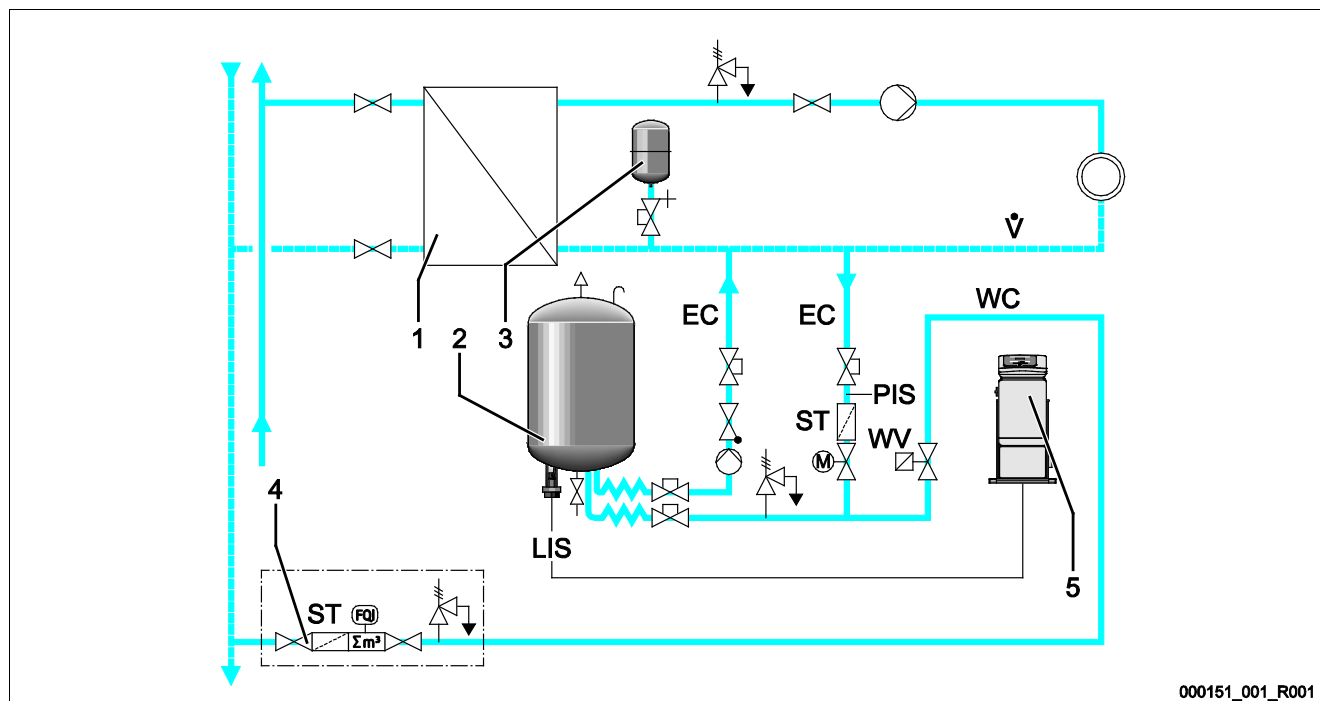 V̇
1
2
3
EC
EC
WC
PIS
ST
WV
M
4
LIS
5
ST
FQI
Σm³
000151_001_R001